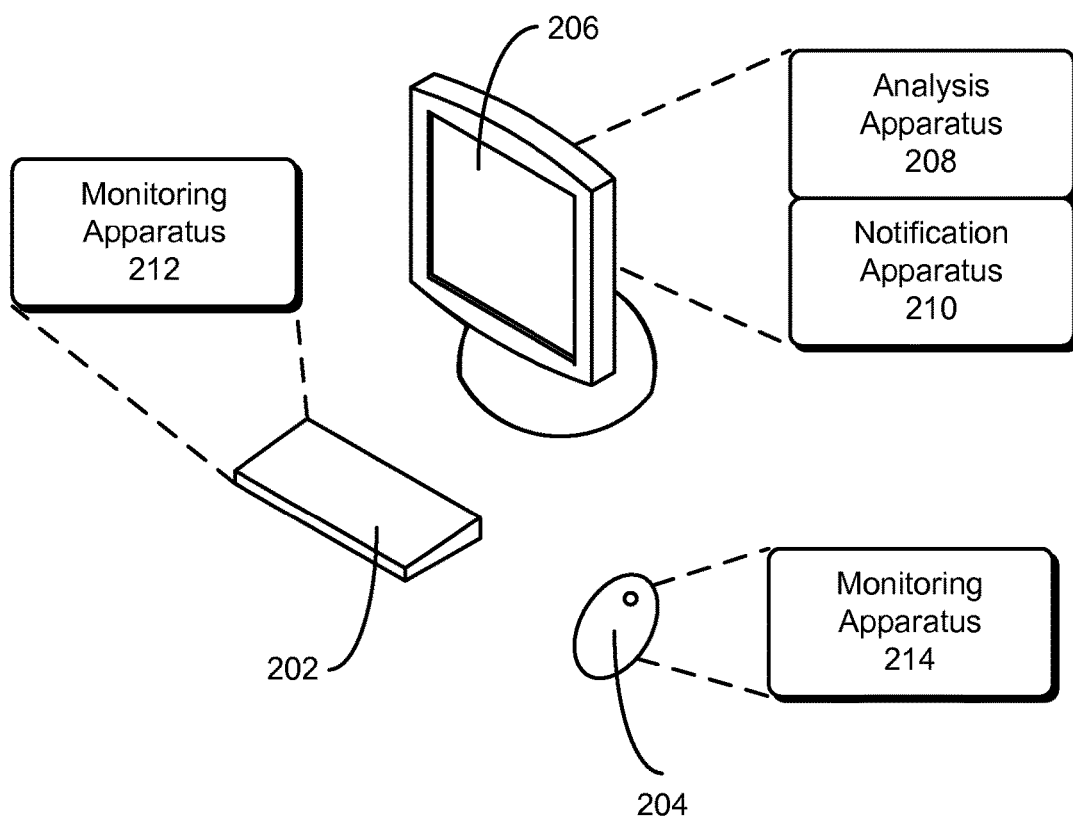 206
Analysis
Apparatus
208
Notification
Apparatus
210
Monitoring
Apparatus
212
202
Monitoring
Apparatus
214
204